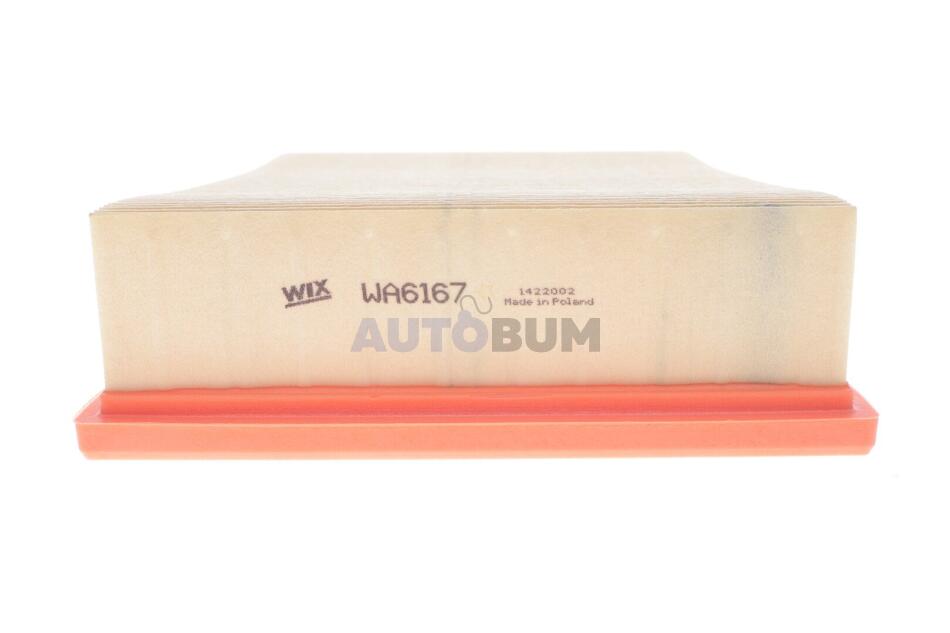 WIX WA6167 1422002
Made in Poland
AUTOBUM